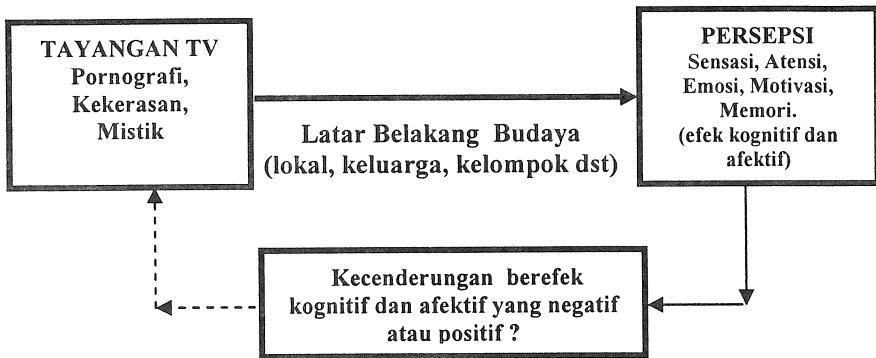 TAYANGAN TV
Pornografi,
Kekerasan,
Mistik
Latar Belakang Budaya
(lokal, keluarga, kelompok dst)
PERSEPSI
Sensasi, Atensi,
Emosi, Motivasi,
Memori.
(efek kognitif dan
afektif)
Kecenderungan berefek
kognitif dan afektif yang negatif
atau positif ?